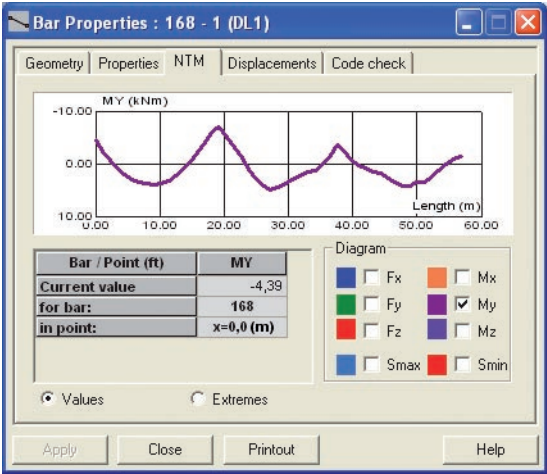 Bar Properties : 168 - 1 (DL1)
Geometry Properties NTM Displacements Code check
MY (kNm)
-10.00
0.00
10.00
Length (m)
0.00 10.00 20.00 30.00 40.00 50.00 60.00
Bar / Point (ft) MY
Current value -4,39
for bar: 168
in point: x=0,0 (m)
Diagram
Fx Mx
Fy My
Fz Mz
Smax Smin
Values Extremes
Apply Close Printout Help